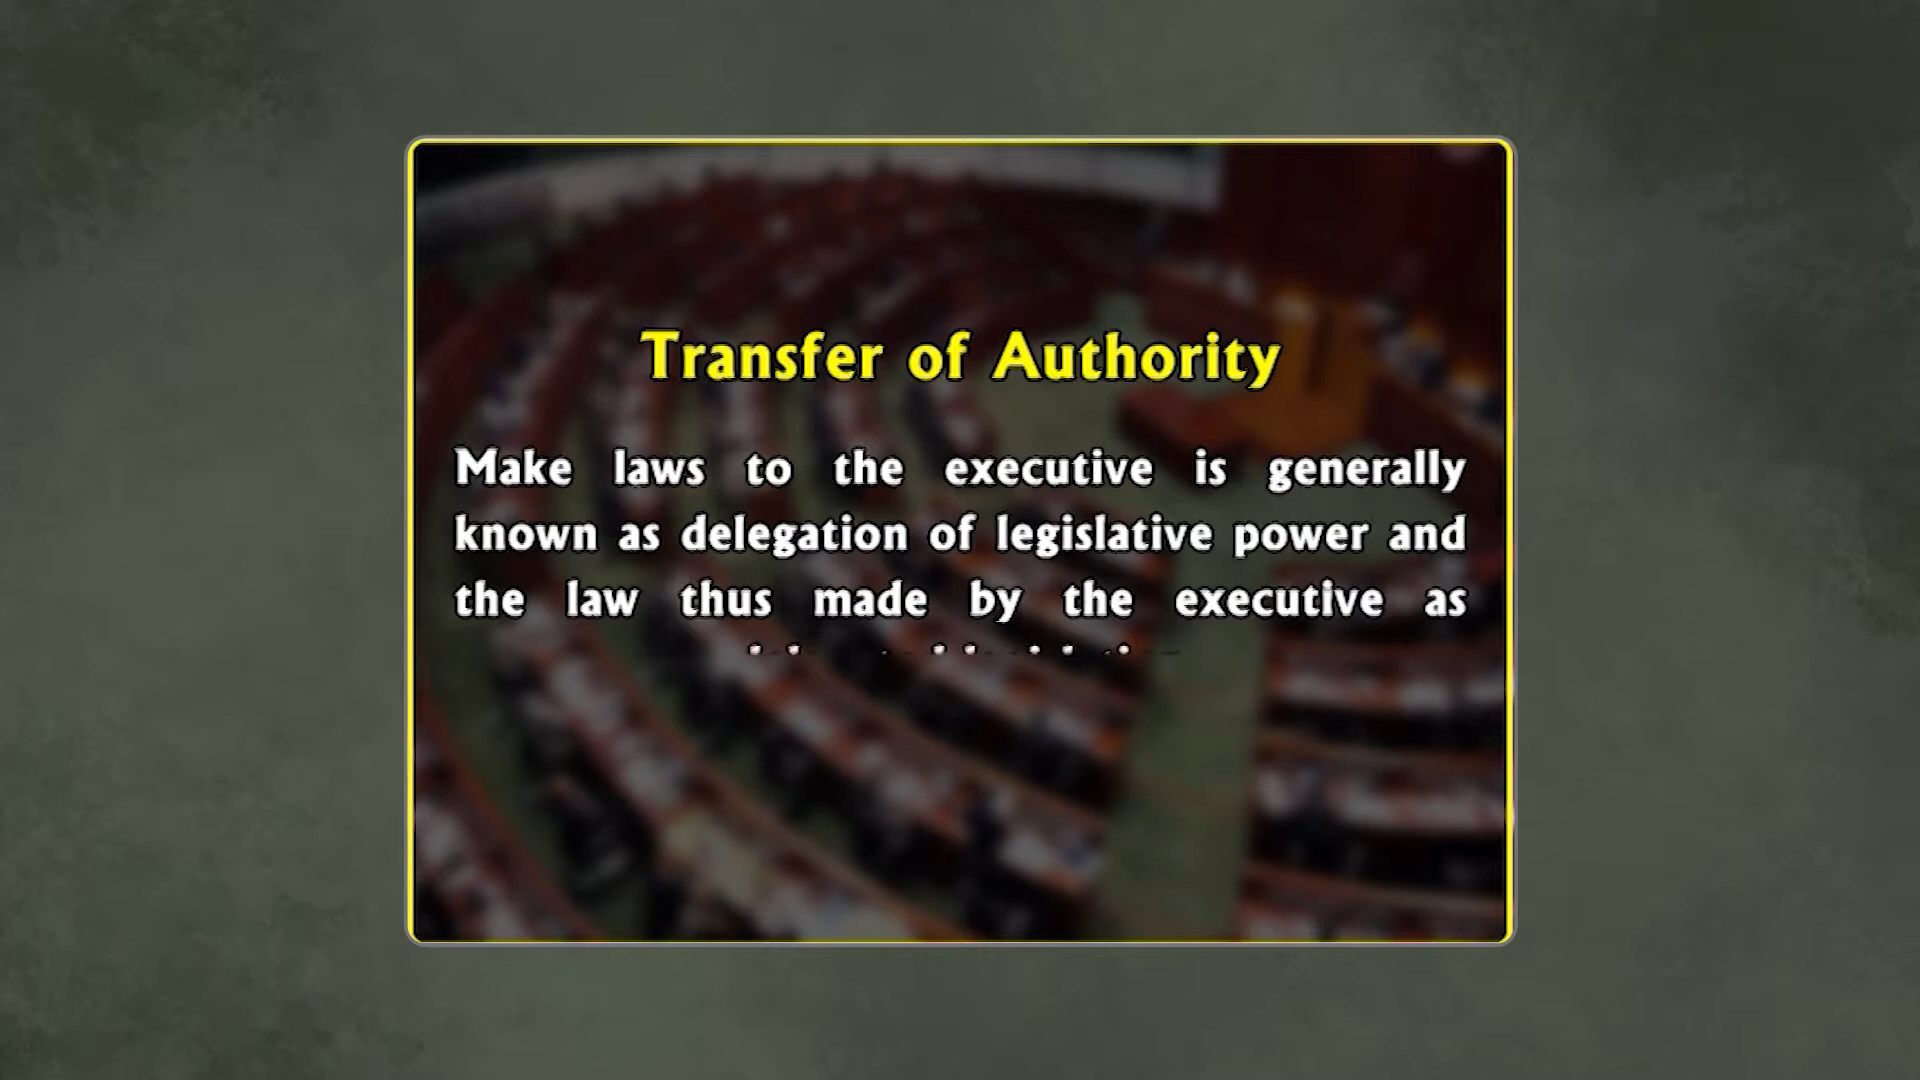 Transfer of Authority
Make laws to the executive is generally
known as delegation of legislative power and
the law thus made by the executive as